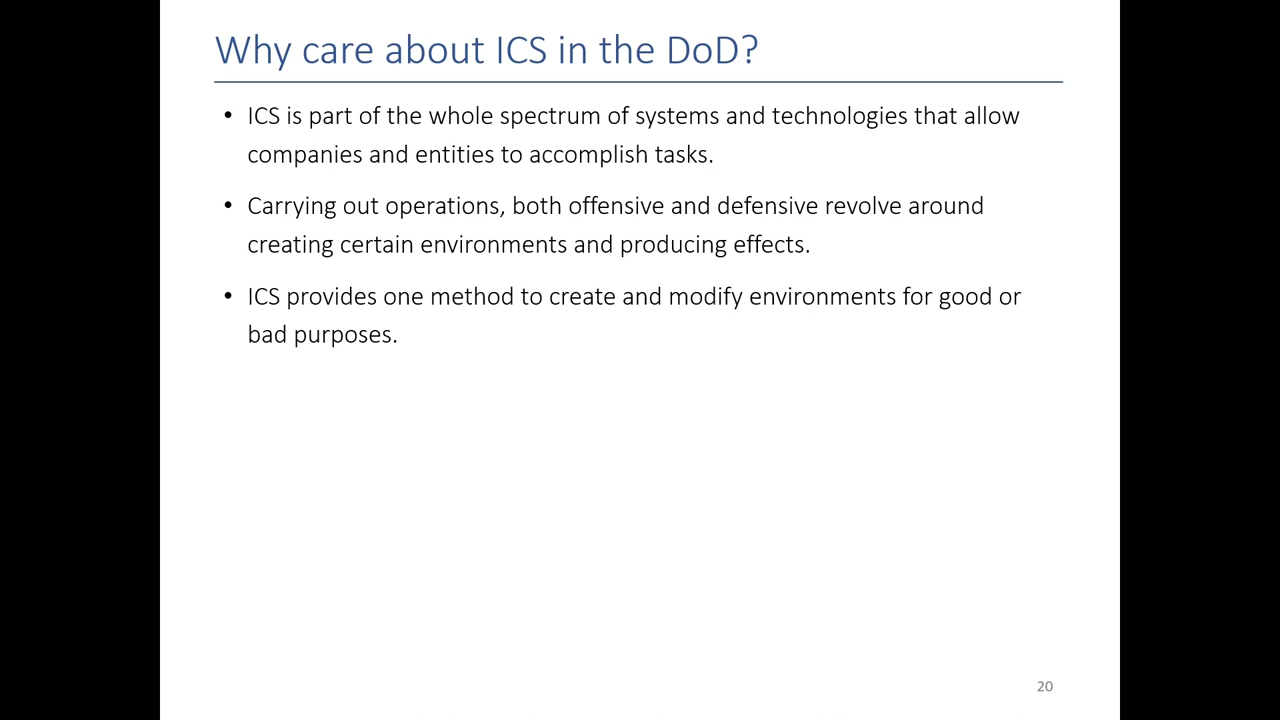 Why care about ICS in the DoD?
• ICS is part of the whole spectrum of systems and technologies that allow
companies and entities to accomplish tasks.
• Carrying out operations, both offensive and defensive revolve around
creating certain environments and producing effects.
• ICS provides one method to create and modify environments for good or
bad purposes.
20